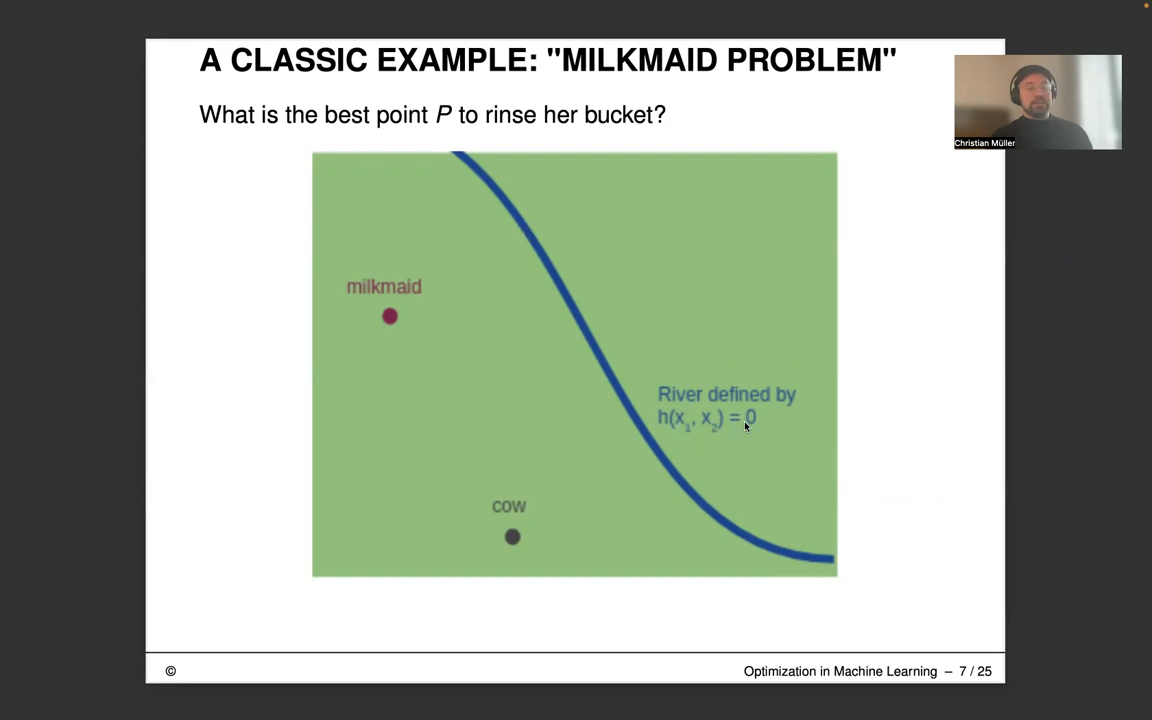 A CLASSIC EXAMPLE: "MILKMAID PROBLEM"
What is the best point P to rinse her bucket?
Christian Müller
milkmaid
River defined by
h(x₁, x₂) = 0
cow
© Optimization in Machine Learning – 7 / 25